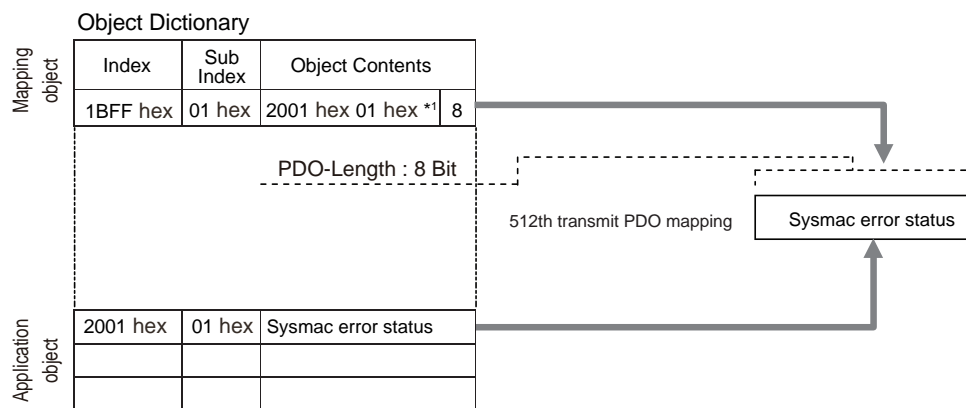 Object Dictionary
Mapping
object
Index
Sub
Index
Object Contents
1BFF hex
01 hex
2001 hex 01 hex *1
8
PDO-Length : 8 Bit
512th transmit PDO mapping
Sysmac error status
Application
object
2001 hex
01 hex
Sysmac error status